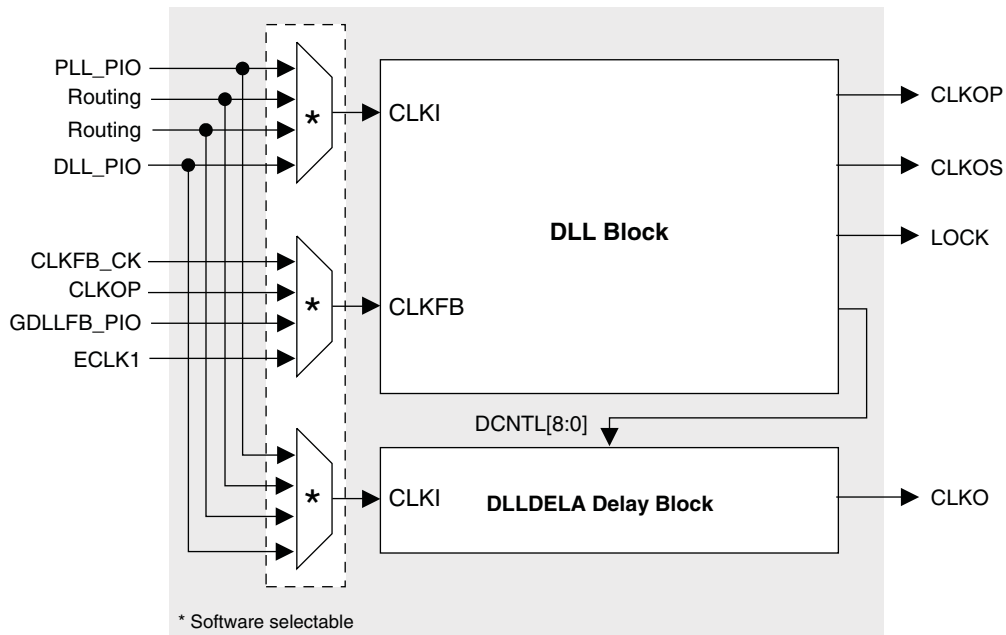 PLL_PIO
Routing
Routing
DLL_PIO
*
CLKI
CLKOP
CLKOS
LOCK
DLL Block
CLKFB_CK
CLKOP
GDLLFB_PIO
ECLK1
*
CLKFB
DCNTL[8:0]
*
CLKI
DLLDELA Delay Block
CLKO
* Software selectable